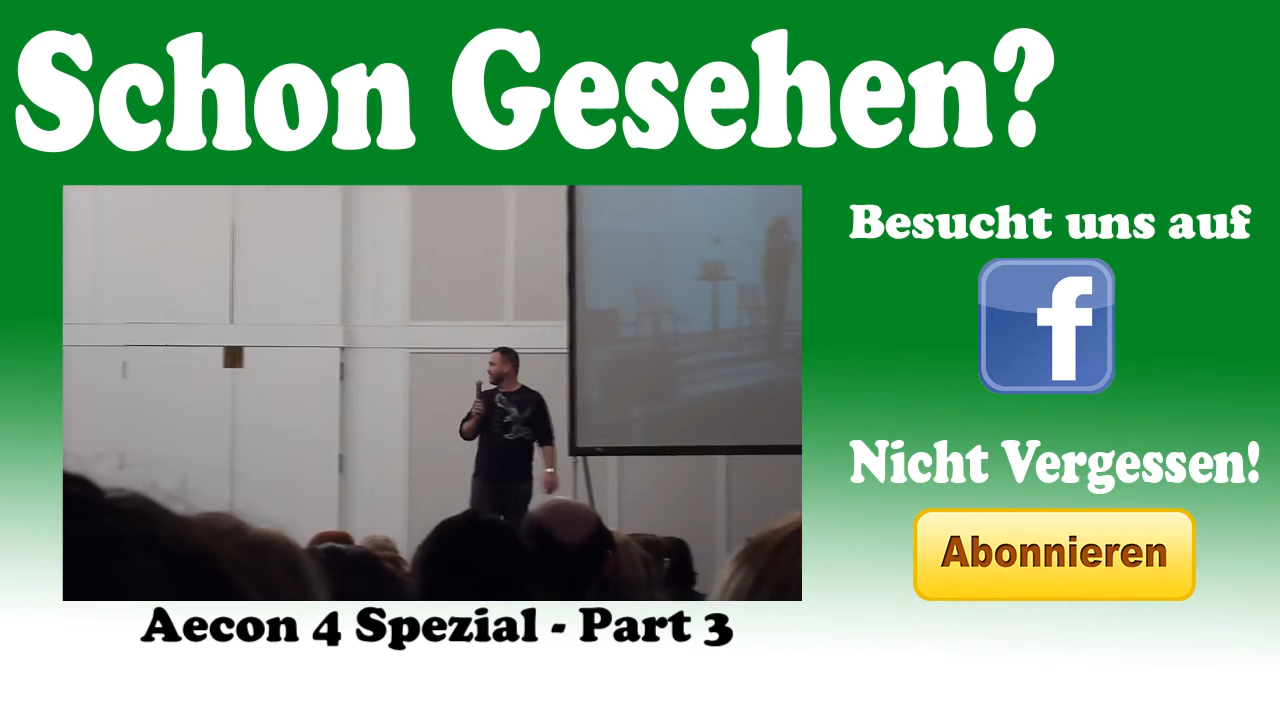 Schon Gesehen?
Besucht uns auf
f
Nicht Vergessen!
Abonnieren
Aecon 4 Spezial - Part 3